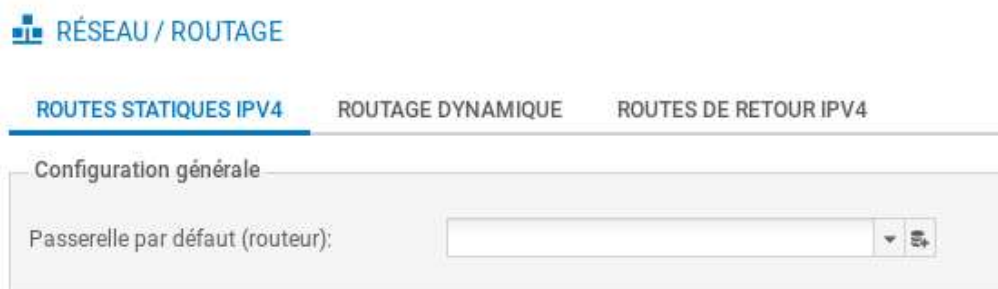 RÉSEAU / ROUTAGE
ROUTES STATIQUES IPV4 ROUTAGE DYNAMIQUE ROUTES DE RETOUR IPV4
Configuration générale
Passerelle par défaut (routeur):